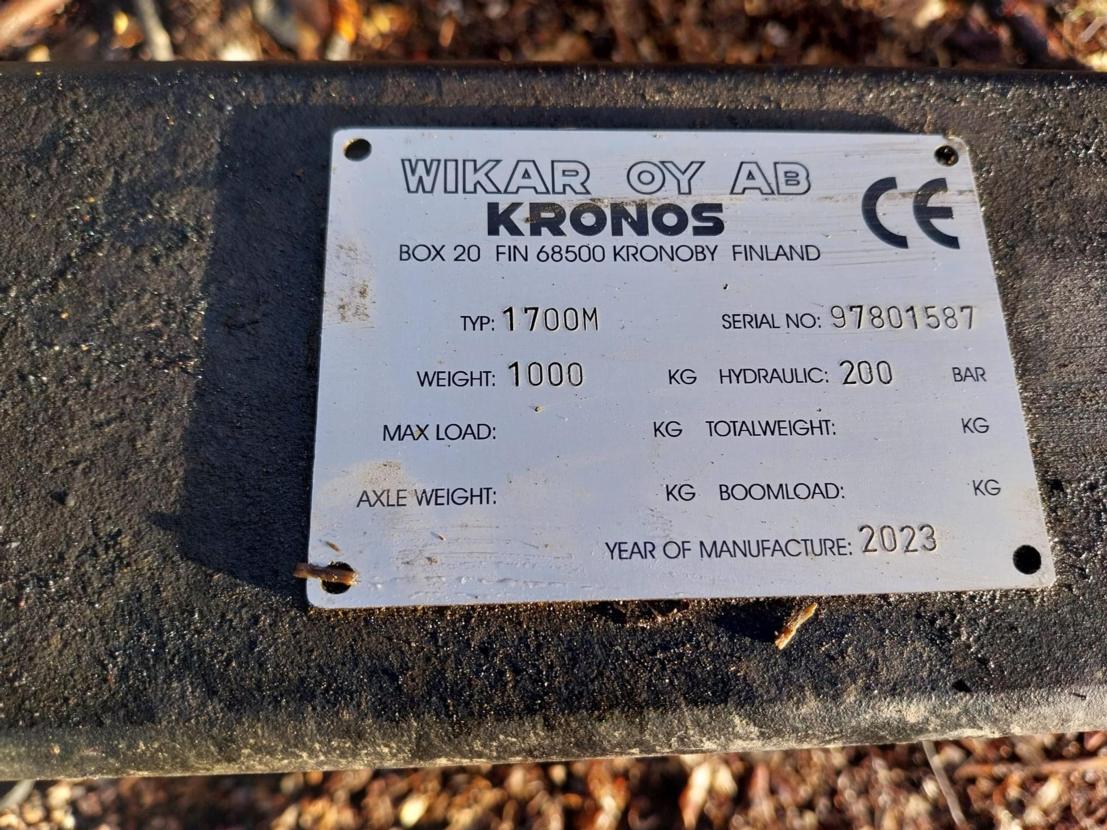 WIKAR OY AB
KRONOS
CE
BOX 20 FIN 68500 KRONOBY FINLAND
TYP: 1700M SERIAL NO: 97801587
WEIGHT: 1000 KG HYDRAULIC: 200 BAR
MAX LOAD: KG TOTALWEIGHT: KG
AXLE WEIGHT: KG BOOMLOAD: KG
YEAR OF MANUFACTURE: 2023